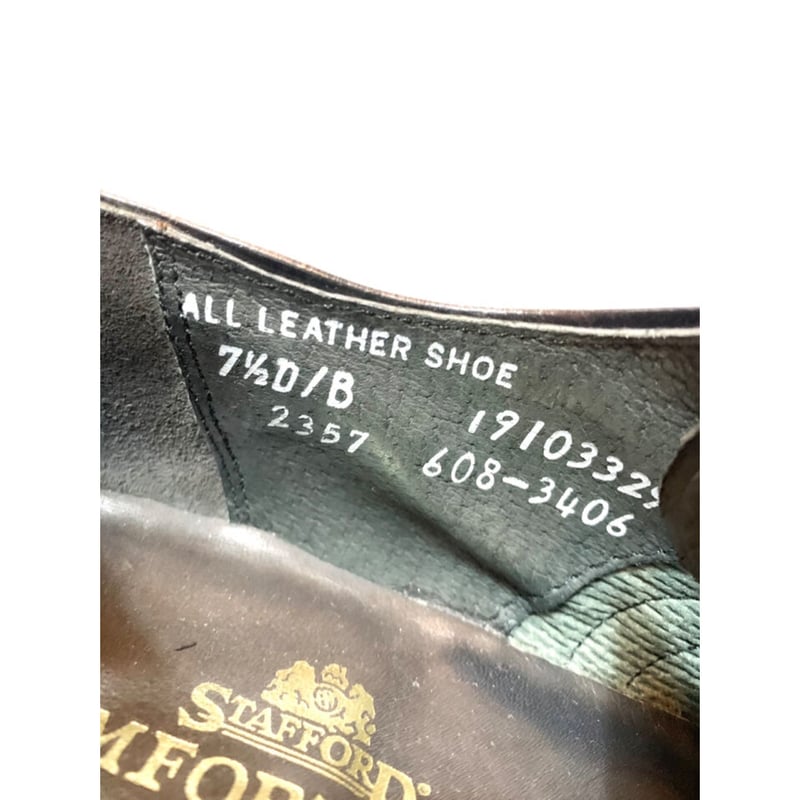 ALL LEATHER SHOE
7½D/B 19103329
2357 608-3406
STAFFORD®